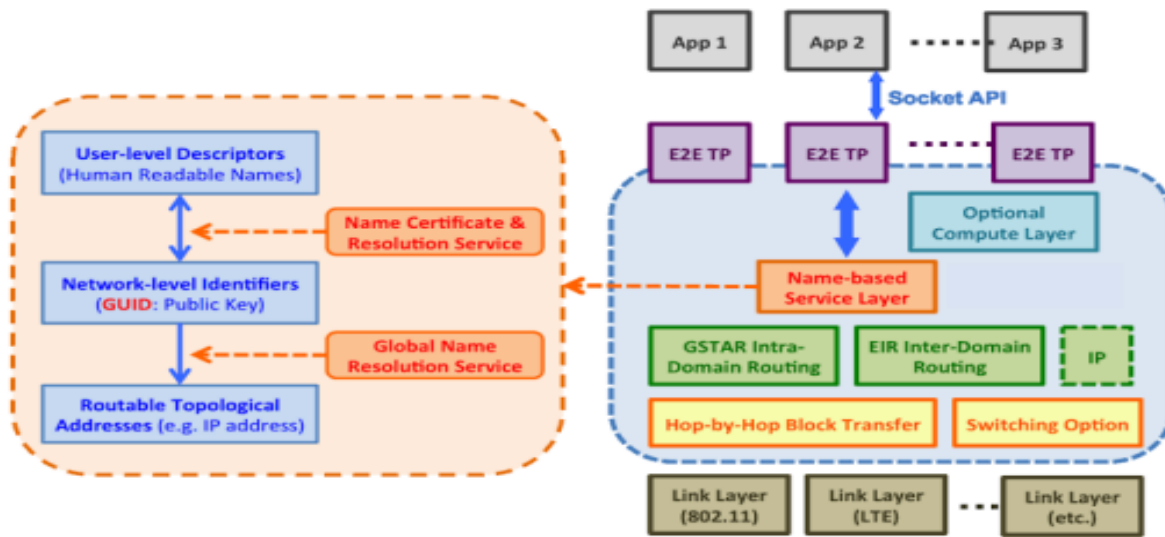 App 1
App 2
App 3
Socket API
E2E TP
E2E TP
E2E TP
User-level Descriptors
(Human Readable Names)
Name Certificate &
Resolution Service
Network-level Identifiers
(GUID: Public Key)
Global Name
Resolution Service
Routable Topological
Addresses (e.g. IP address)
Optional
Compute Layer
Name-based
Service Layer
GSTAR Intra-
Domain Routing
EIR Inter-Domain
Routing
IP
Hop-by-Hop Block Transfer
Switching Option
Link Layer
(802.11)
Link Layer
(LTE)
Link Layer
(etc.)